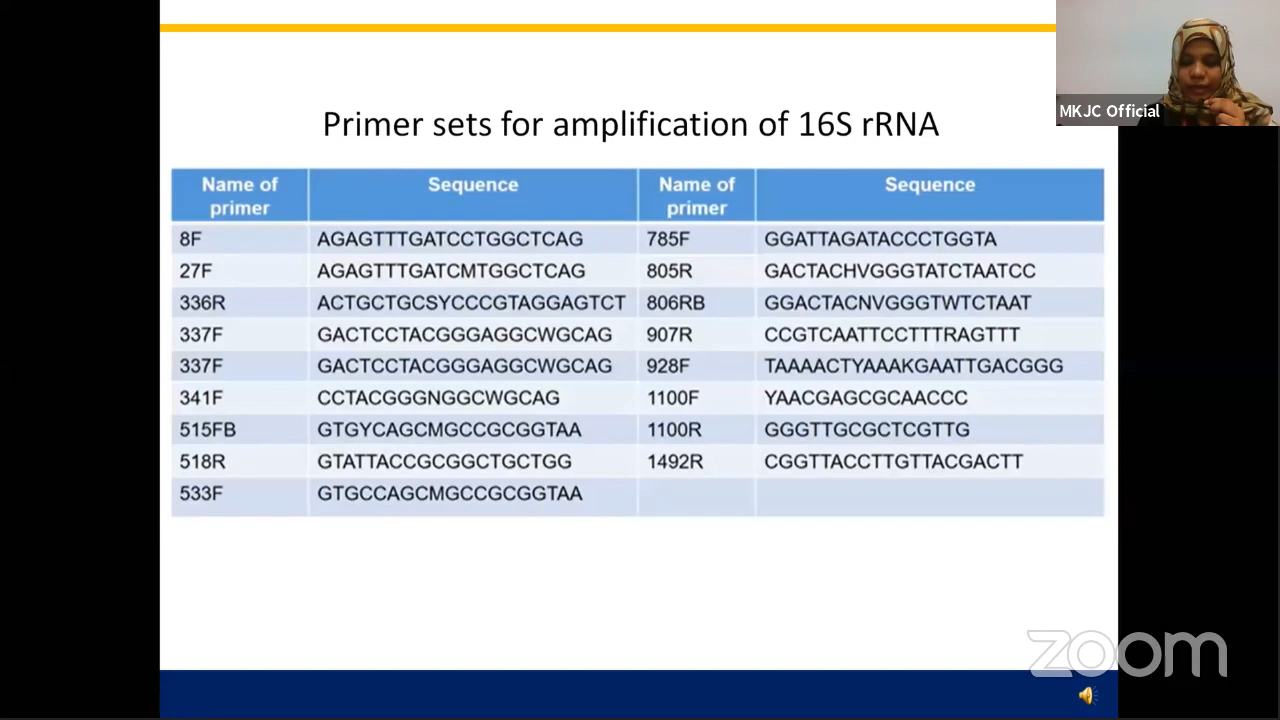 MKJC Official
Primer sets for amplification of 16S rRNA
Name of primer Sequence Name of primer Sequence
8F AGAGTTTGATCCTGGCTCAG 785F GGATTAGATACCCTGGTA
27F AGAGTTTGATCMTGGCTCAG 805R GACTACHVGGGTATCTAATCC
336R ACTGCTGCSYCCCGTAGGAGTCT 806RB GGACTACNVGGGTWTCTAAT
337F GACTCCTACGGGAGGCWGCAG 907R CCGTCAATTCCTTTRAGTTT
337F GACTCCTACGGGAGGCWGCAG 928F TAAAACTYAAAKGAATTGACGGG
341F CCTACGGGNGGCWGCAG 1100F YAACGAGCGCAACCC
515FB GTGYCAGCMGCCGCGGTAA 1100R GGGTTGCGCTCGTTG
518R GTATTACCGCGGCTGCTGG 1492R CGGTTACCTTGTTACGACTT
533F GTGCCAGCMGCCGCGGTAA
zoom